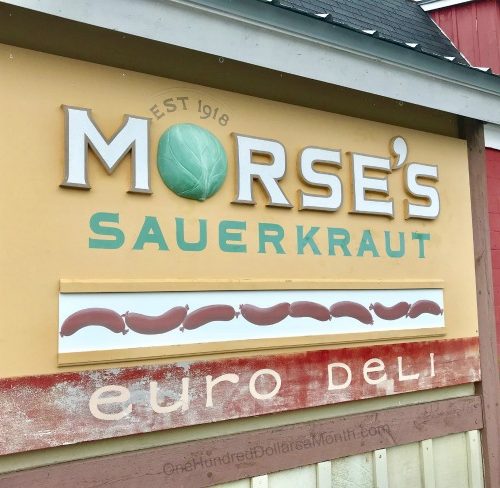 EST 1918
MORSE'S
SAUERKRAUT
euro DeLi
OneHundredDollarsaMonth.com